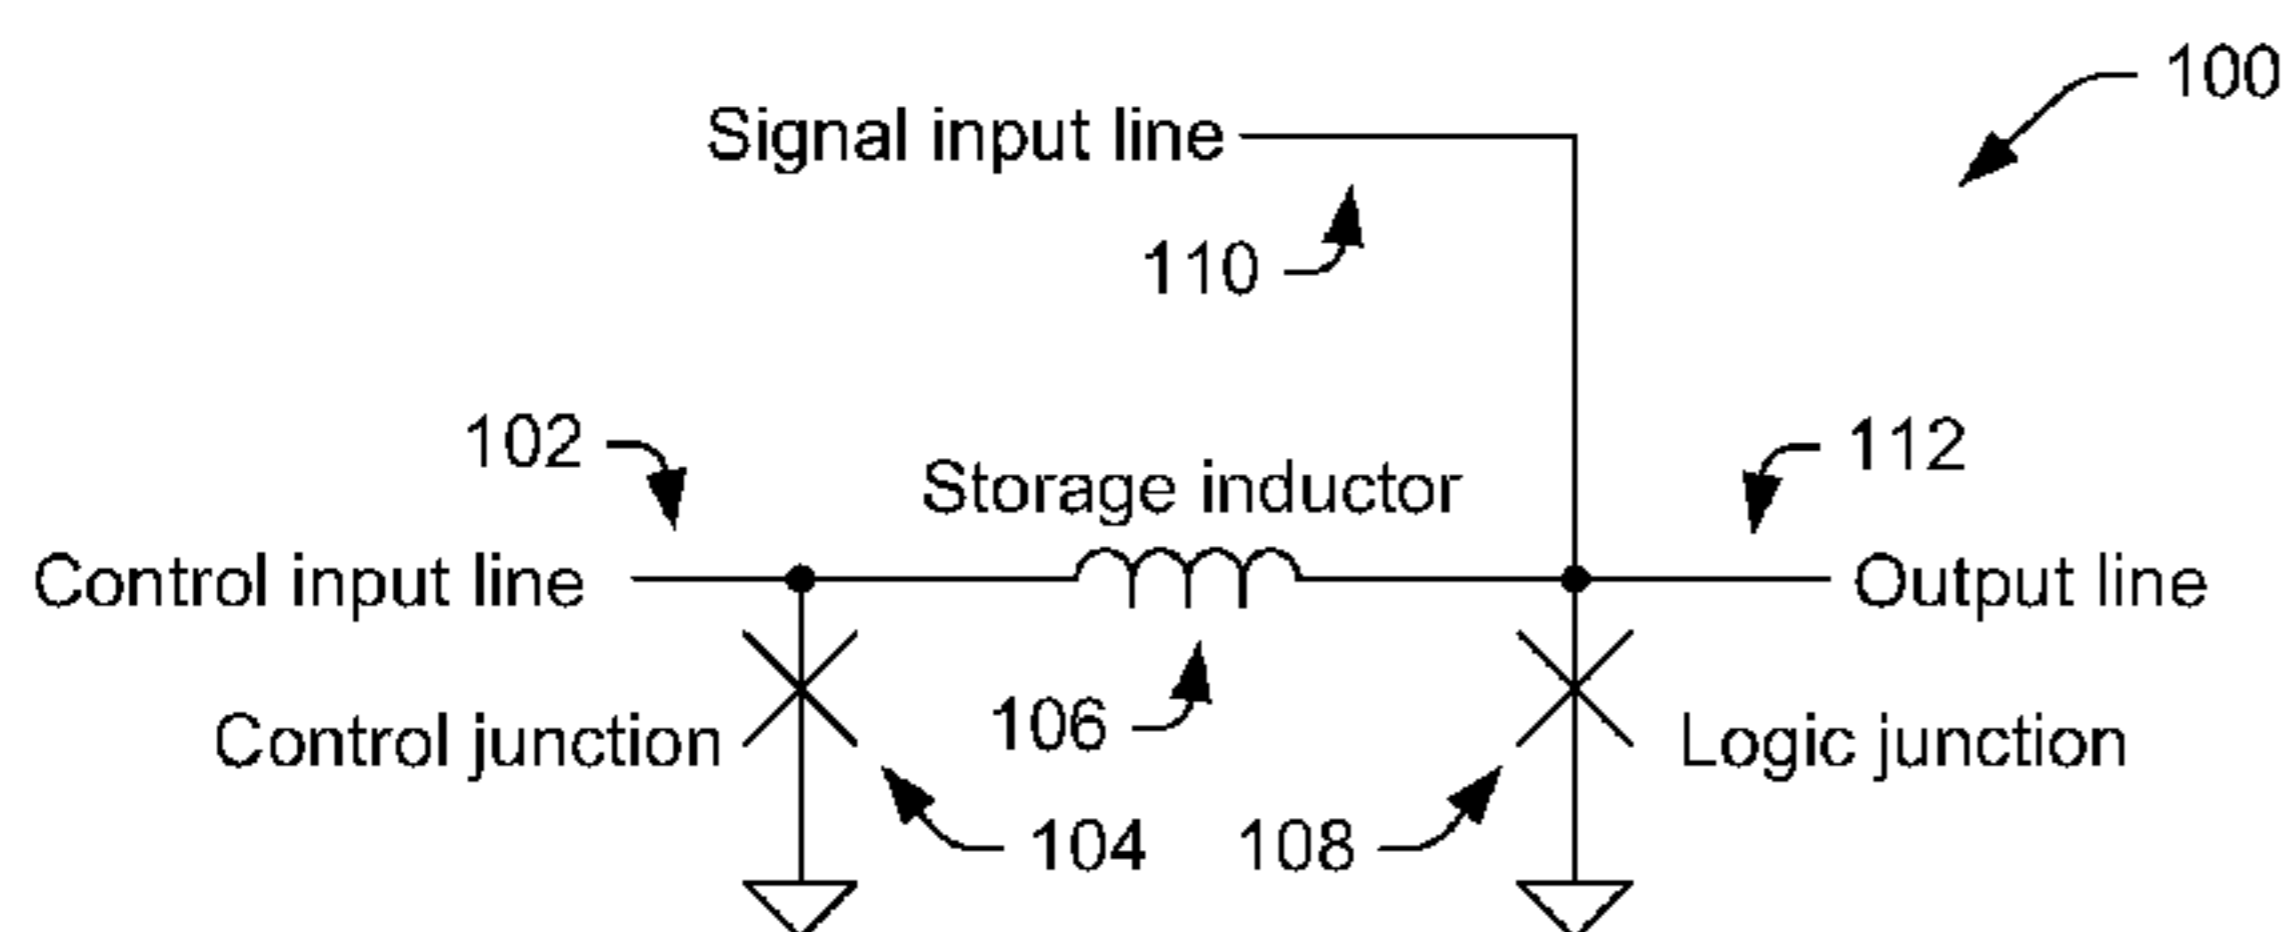 100
Signal input line
110
102
112
Storage inductor
Control input line
Output line
106
Control junction
Logic junction
104
108